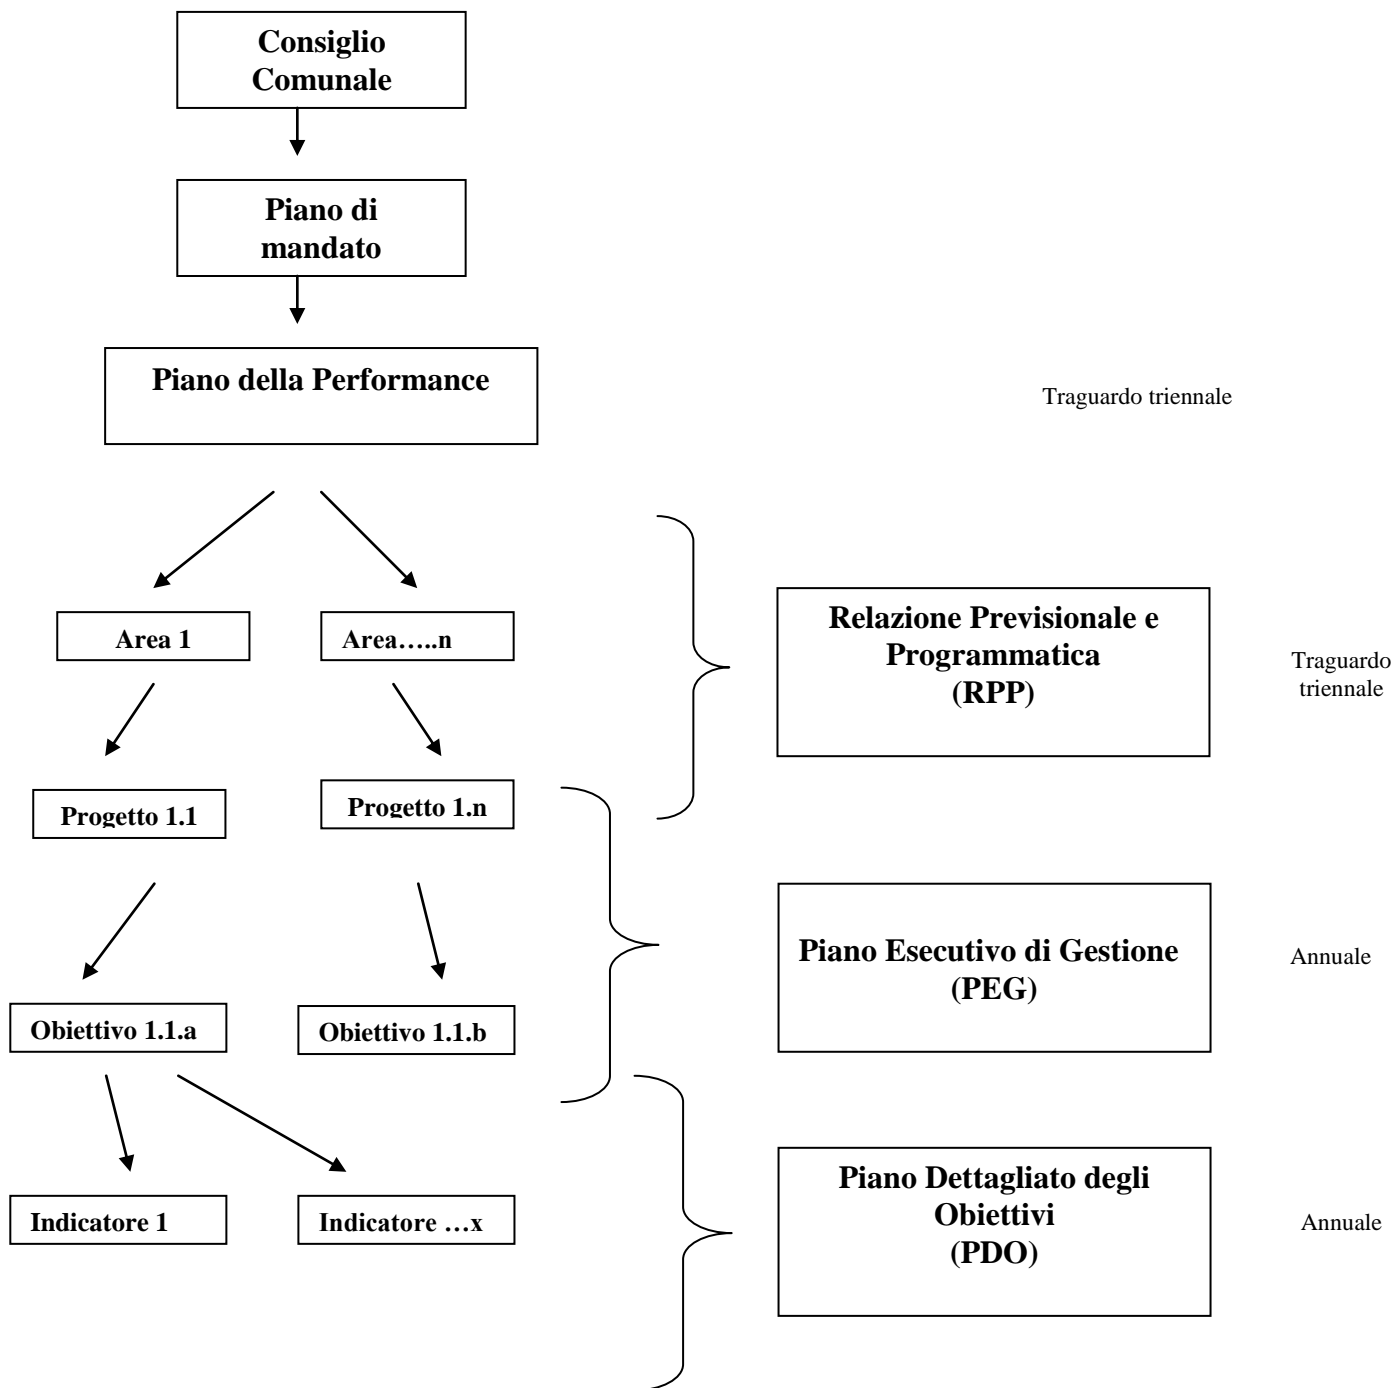 Consiglio
Comunale
Piano di
mandato
Piano della Performance
Traguardo triennale
Area 1
Area…..n
Relazione Previsionale e
Programmatica
(RPP)
Traguardo
triennale
Progetto 1.1
Progetto 1.n
Piano Esecutivo di Gestione
(PEG)
Annuale
Obiettivo 1.1.a
Obiettivo 1.1.b
Piano Dettagliato degli
Obiettivi
(PDO)
Annuale
Indicatore 1
Indicatore …x